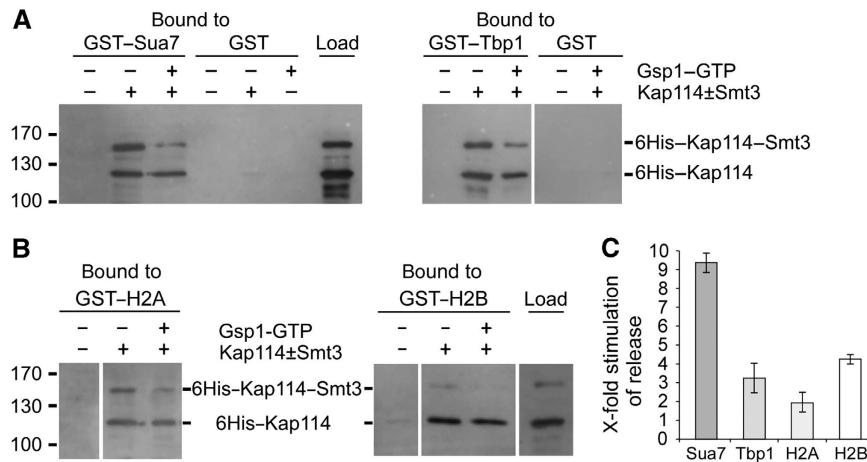 A
Bound to
GST–Sua7 GST Load
– – + – – +
– + + – + –
170
130
100
Bound to
GST–Tbp1 GST
– – + – + Gsp1–GTP
– + + – + Kap114±Smt3
6His–Kap114–Smt3
6His–Kap114
B
Bound to
GST–H2A
– – + Gsp1-GTP
– + + Kap114±Smt3
170
130
100
6His–Kap114–Smt3
6His–Kap114
Bound to
GST–H2B Load
– – +
– + +
C
X-fold stimulation
of release
10
9
8
7
6
5
4
3
2
1
0
Sua7 Tbp1 H2A H2B